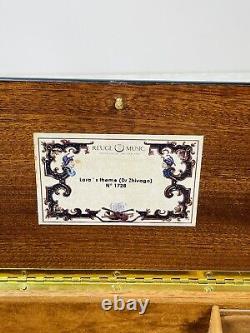 REUGE MUSIC
Lara's theme (Dr Zhivago)
N° 1728